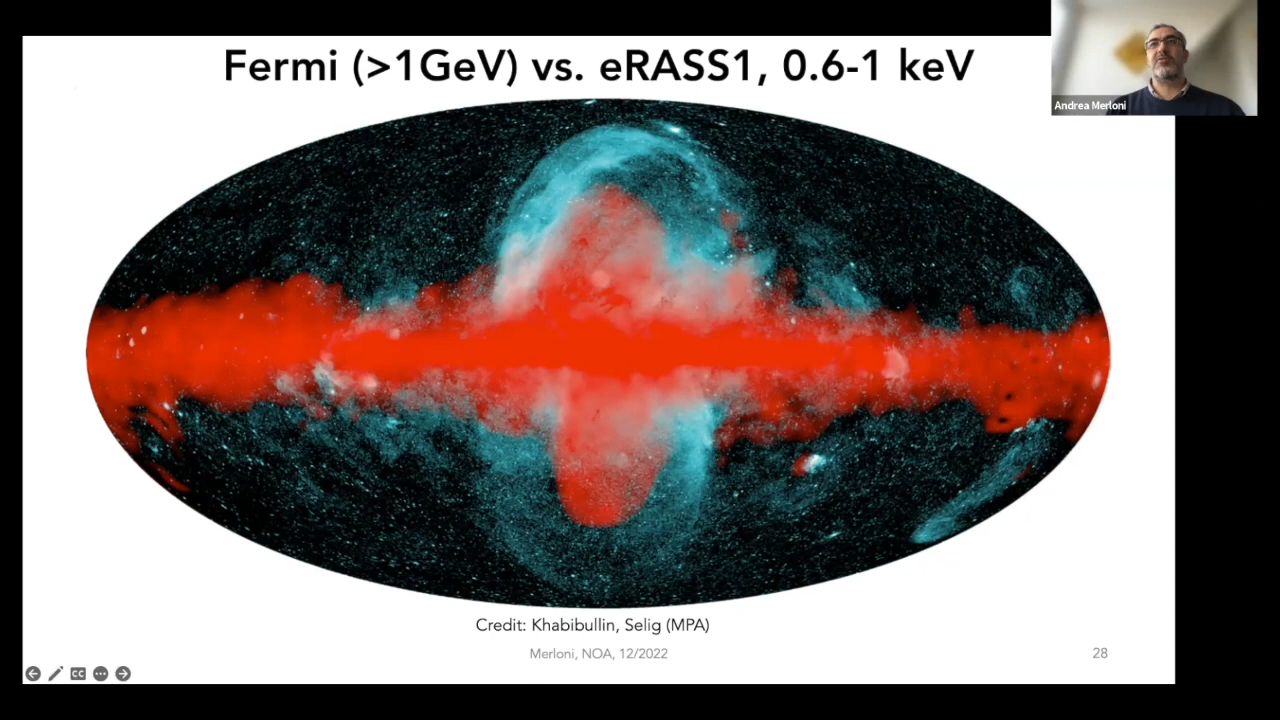 Fermi (>1GeV) vs. eRASS1, 0.6-1 keV
Andrea Merloni
Credit: Khabibullin, Selig (MPA)
Merloni, NOA, 12/2022
28
CC